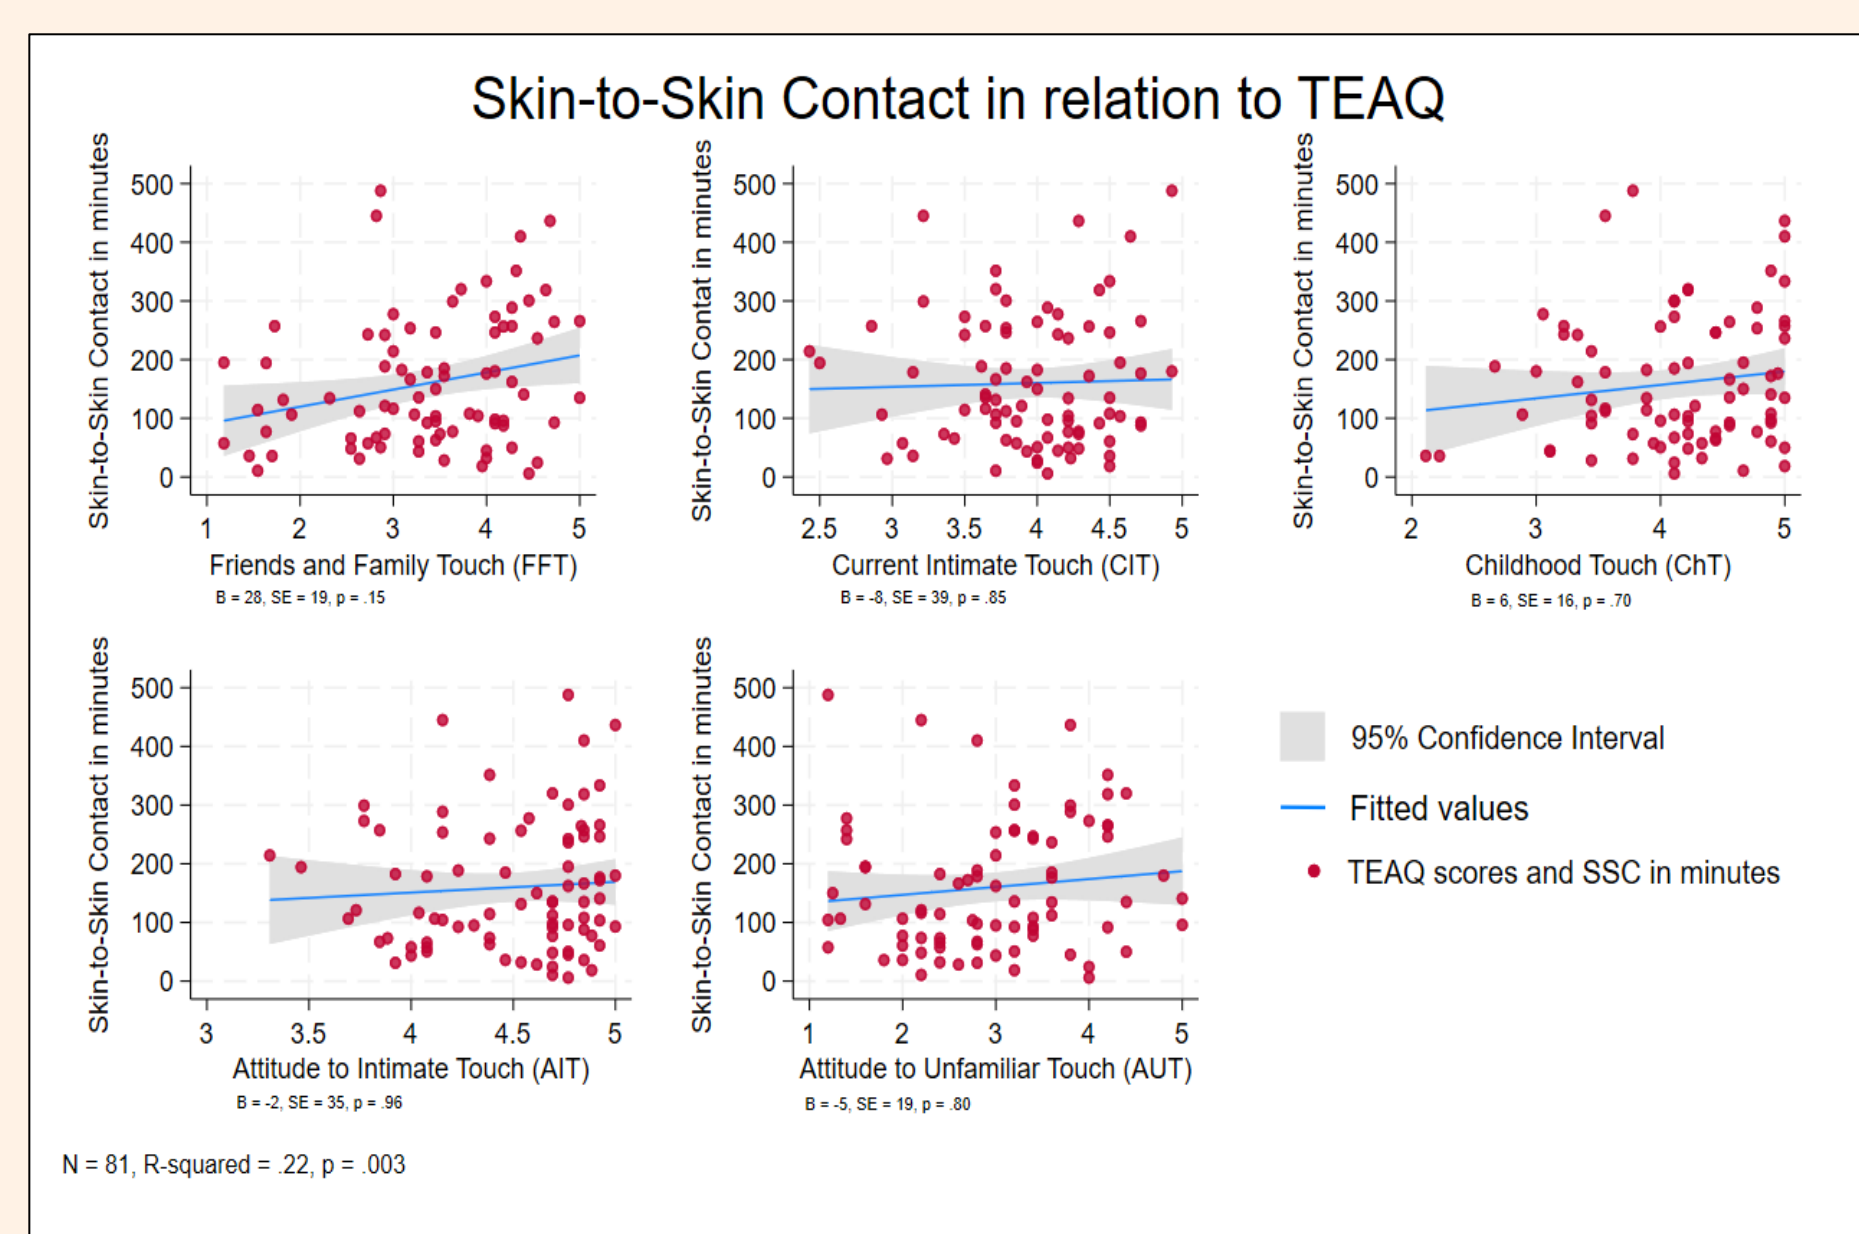 Skin-to-Skin Contact in relation to TEAQ
Skin-to-Skin Contact in minutes
500
400
300
200
100
0
1 2 3 4 5
Friends and Family Touch (FFT)
B = 28, SE = 19, p = .15
Skin-to-Skin Contat in minutes
500
400
300
200
100
0
2.5 3 3.5 4 4.5 5
Current Intimate Touch (CIT)
B = -8, SE = 39, p = .85
Skin-to-Skin Contact in minutes
500
400
300
200
100
0
2 3 4 5
Childhood Touch (ChT)
B = 6, SE = 16, p = .70
Skin-to-Skin Contact in minutes
500
400
300
200
100
0
3 3.5 4 4.5 5
Attitude to Intimate Touch (AIT)
B = -2, SE = 35, p = .96
Skin-to-Skin Contact in minutes
500
400
300
200
100
0
1 2 3 4 5
Attitude to Unfamiliar Touch (AUT)
B = -5, SE = 19, p = .80
95% Confidence Interval
Fitted values
TEAQ scores and SSC in minutes
N = 81, R-squared = .22, p = .003